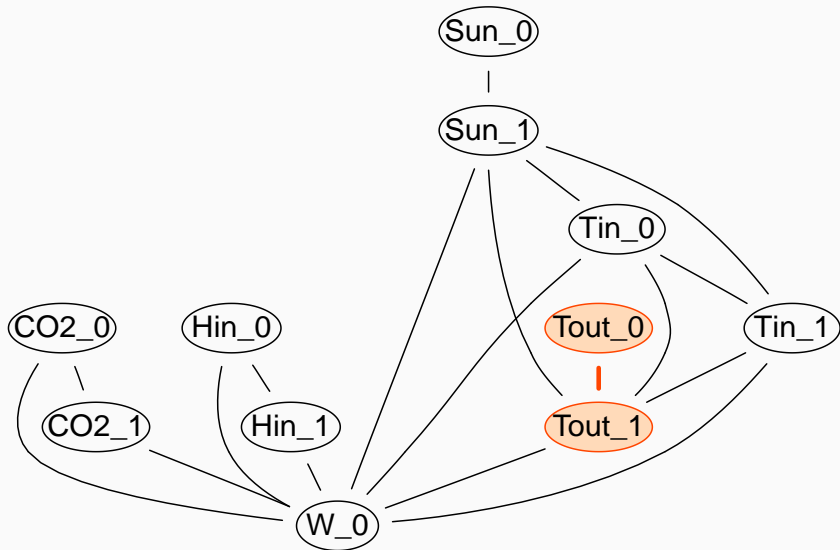 Sun_0
Sun_1
Tin_0
CO2_0
Hin_0
Tout_0
Tin_1
CO2_1
Hin_1
Tout_1
W_0